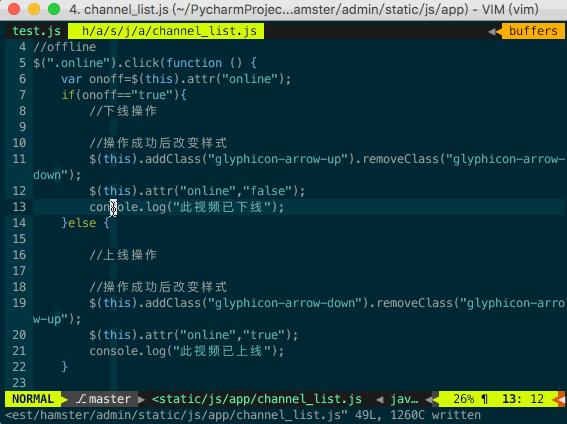 4. channel_list.js (~/PycharmProjec...amster/admin/static/js/app) - VIM (vim)
test.js h/a/s/j/a/channel_list.js buffers
4 //offline
5 $(".online").click(function () {
6 var onoff=$(this).attr("online");
7 if(onoff=="true"){
8 //下线操作
9
10 //操作成功后改变样式
11 $(this).addClass("glyphicon-arrow-up").removeClass("glyphicon-arrow-
down");
12 $(this).attr("online","false");
13 console.log("此视频已下线");
14 }else {
15
16 //上线操作
17
18 //操作成功后改变样式
19 $(this).addClass("glyphicon-arrow-down").removeClass("glyphicon-arro
w-up");
20 $(this).attr("online","true");
21 console.log("此视频已上线");
22 }
23
NORMAL master <static/js/app/channel_list.js jav… 26% ¶ 13: 12
<est/hamster/admin/static/js/app/channel_list.js" 49L, 1260C written